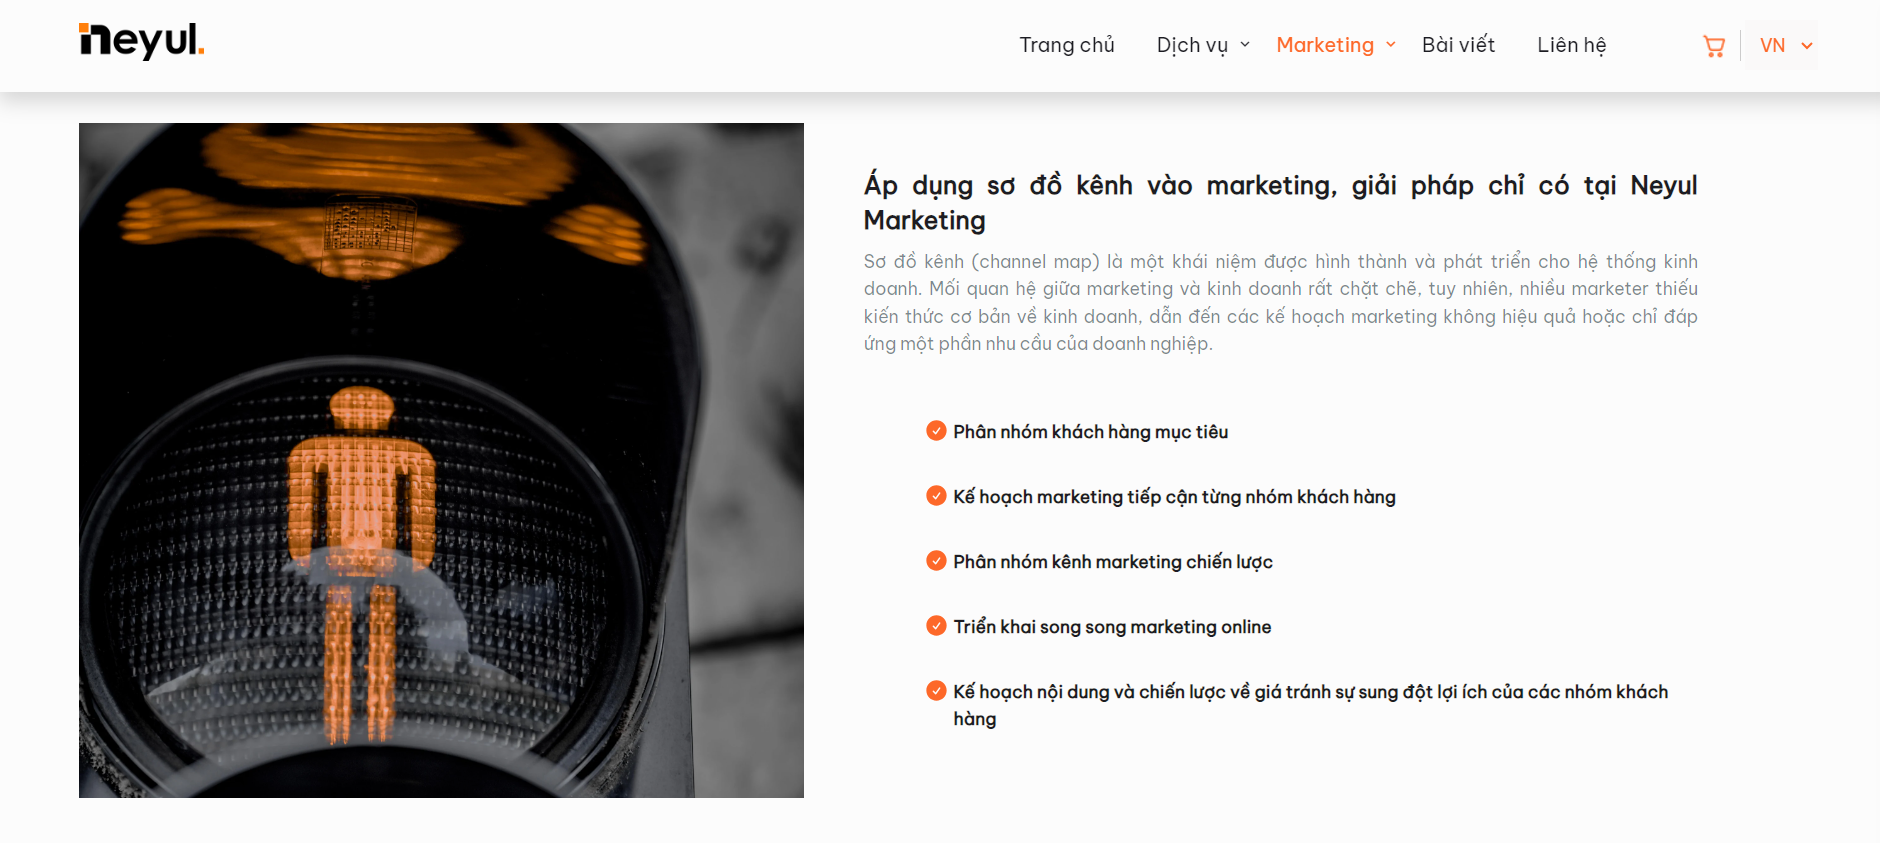 neyul.
Trang chủ
Dịch vụ
Marketing
Bài viết
Liên hệ
VN
Áp dụng sơ đồ kênh vào marketing, giải pháp chỉ có tại Neyul
Marketing
Sơ đồ kênh (channel map) là một khái niệm được hình thành và phát triển cho hệ thống kinh
doanh. Mối quan hệ giữa marketing và kinh doanh rất chặt chẽ, tuy nhiên, nhiều marketer thiếu
kiến thức cơ bản về kinh doanh, dẫn đến các kế hoạch marketing không hiệu quả hoặc chỉ đáp
ứng một phần nhu cầu của doanh nghiệp.
Phân nhóm khách hàng mục tiêu
Kế hoạch marketing tiếp cận từng nhóm khách hàng
Phân nhóm kênh marketing chiến lược
Triển khai song song marketing online
Kế hoạch nội dung và chiến lược về giá tránh sự sung đột lợi ích của các nhóm khách
hàng